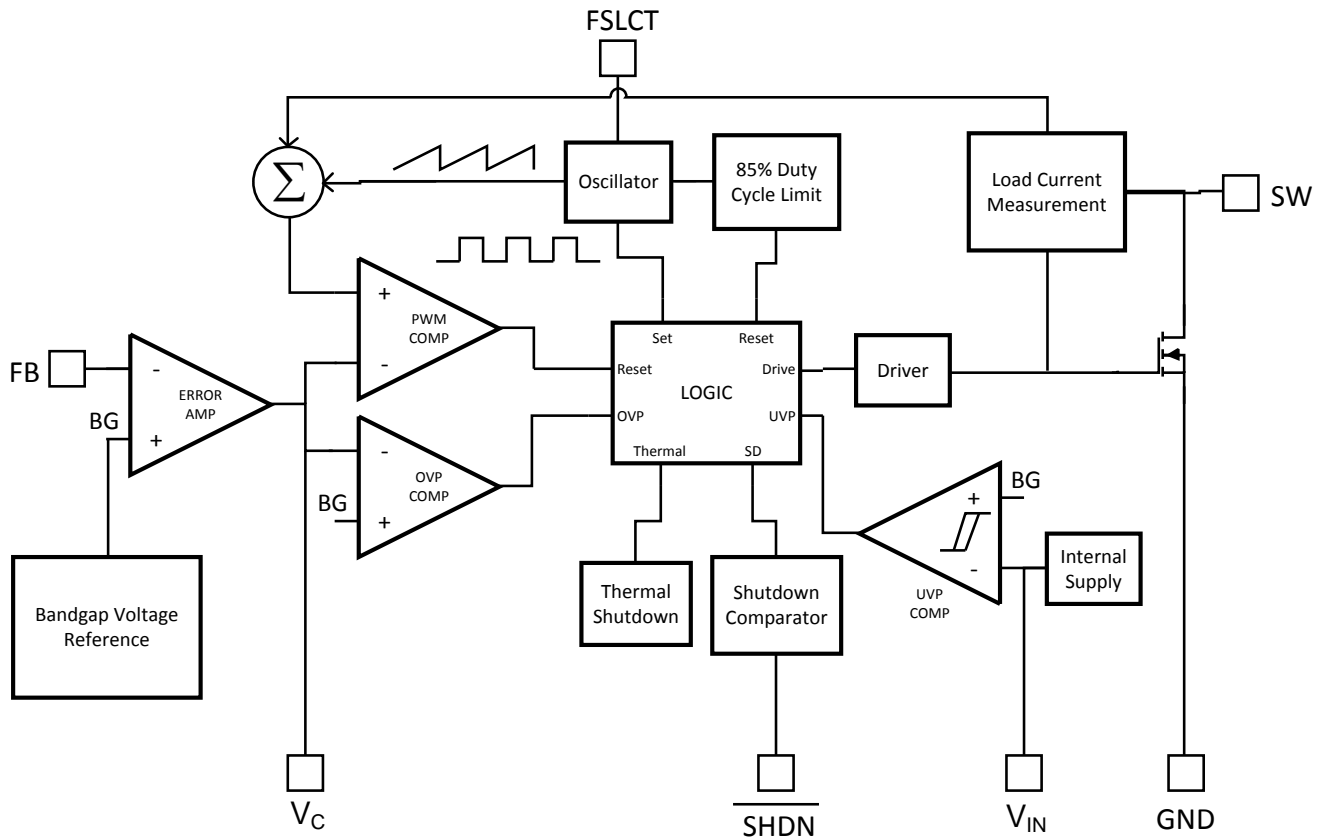 FSLCT
Σ
Oscillator
85% Duty
Cycle Limit
Load Current
Measurement
SW
+
PWM
COMP
-
Set
Reset
Reset
Drive
LOGIC
OVP
UVP
Thermal
SD
Driver
FB
-
ERROR
AMP
BG
+
-
OVP
COMP
BG
+
+
BG
-
UVP
COMP
Internal
Supply
Thermal
Shutdown
Shutdown
Comparator
Bandgap Voltage
Reference
VC
SHDN
VIN
GND